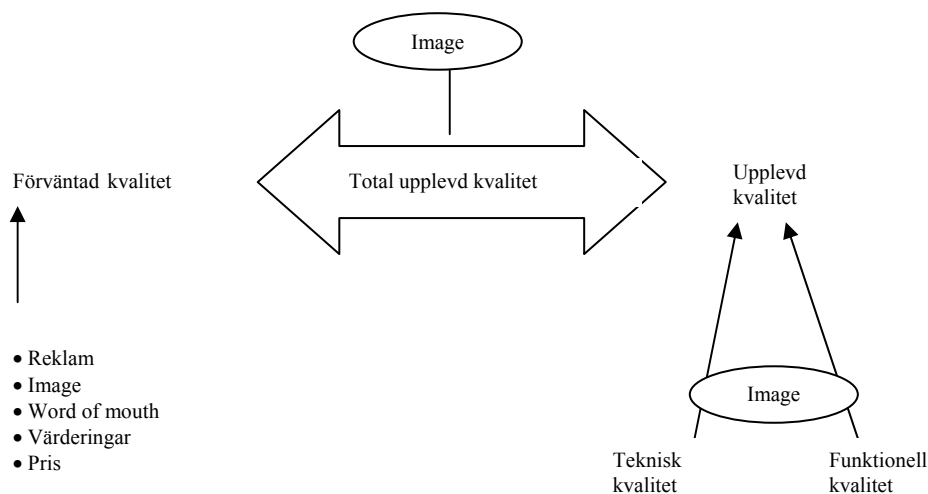 Image
Förväntad kvalitet
Total upplevd kvalitet
Upplevd
kvalitet
• Reklam
• Image
• Word of mouth
• Värderingar
• Pris
Image
Teknisk
kvalitet
Funktionell
kvalitet